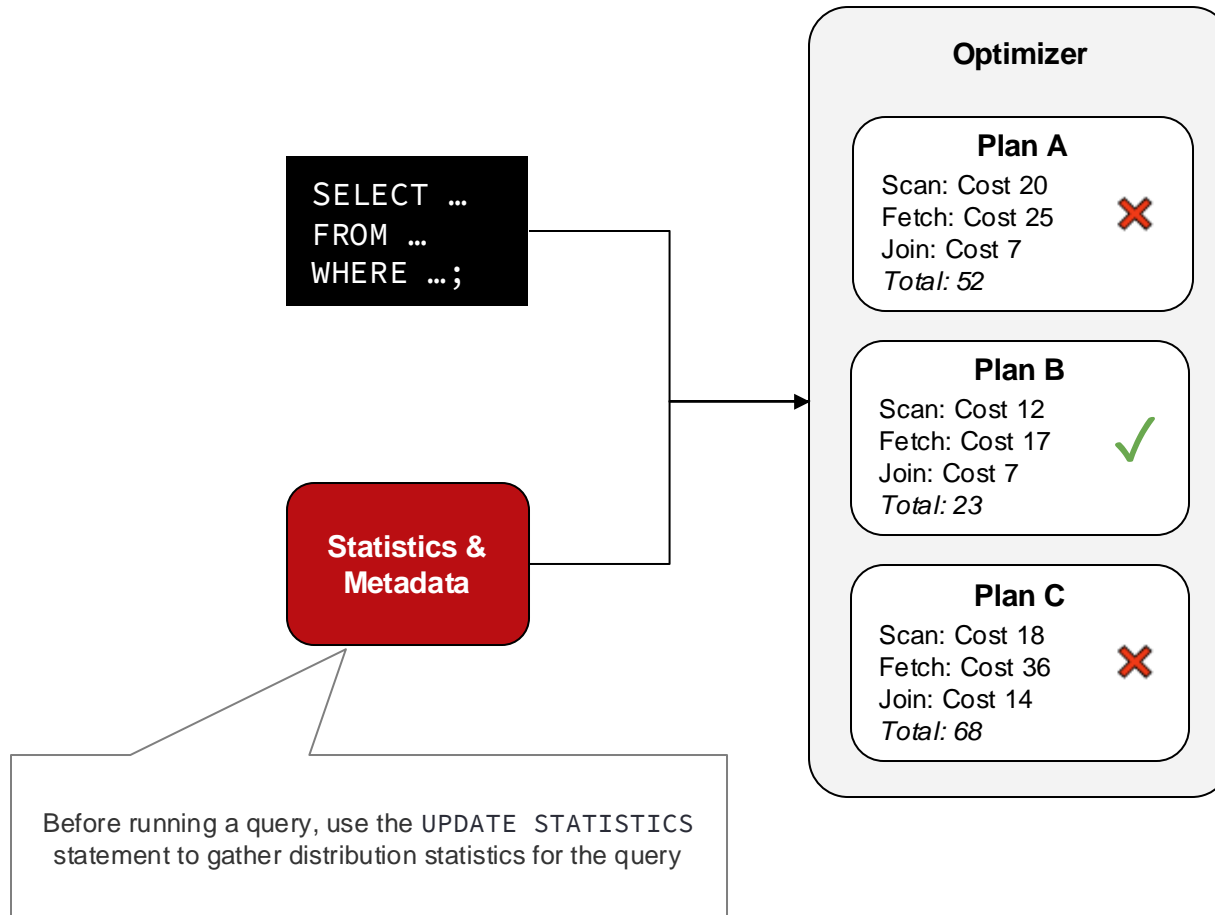 Optimizer
SELECT …
FROM …
WHERE …;
Plan A
Scan: Cost 20
Fetch: Cost 25
Join: Cost 7
Total: 52
Plan B
Scan: Cost 12
Fetch: Cost 17
Join: Cost 7
Total: 23
Statistics &
Metadata
Plan C
Scan: Cost 18
Fetch: Cost 36
Join: Cost 14
Total: 68
Before running a query, use the UPDATE STATISTICS
statement to gather distribution statistics for the query